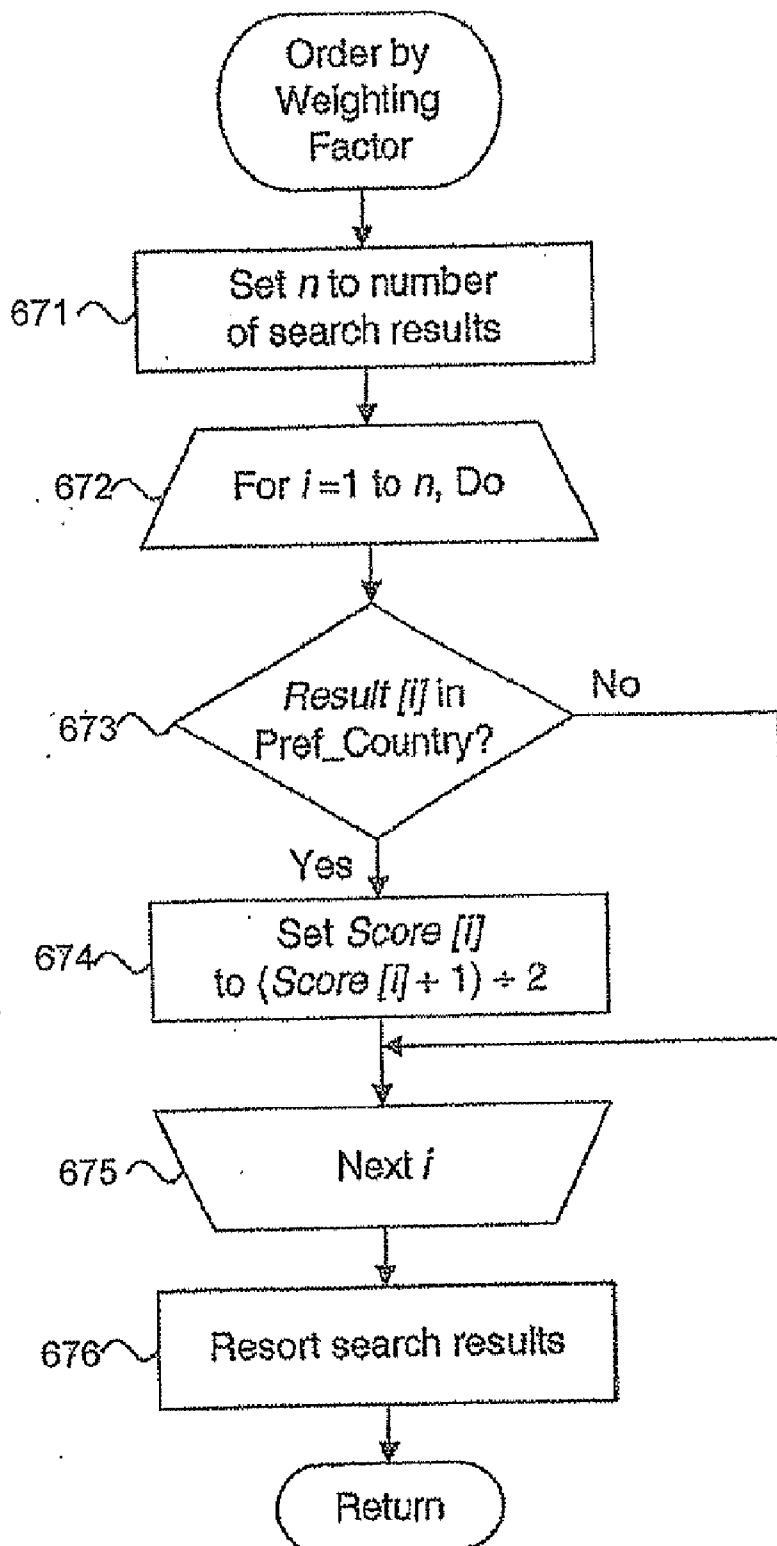 Order by
Weighting
Factor
671
Set n to number
of search results
672
For i =1 to n, Do
673
Result [i] in
Pref_Country?
No
Yes
674
Set Score [i]
to (Score [i] + 1) ÷ 2
675
Next i
676
Resort search results
Return